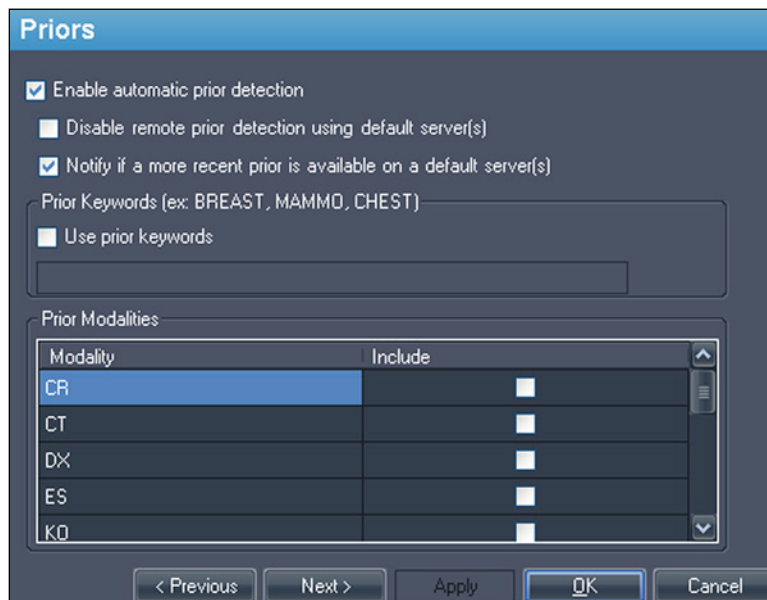 Priors
Enable automatic prior detection
Disable remote prior detection using default server(s)
Notify if a more recent prior is available on a default server(s)
Prior Keywords (ex: BREAST, MAMMO, CHEST)
Use prior keywords
Prior Modalities
Modality Include
CR
CT
DX
ES
KO
< Previous Next > Apply OK Cancel